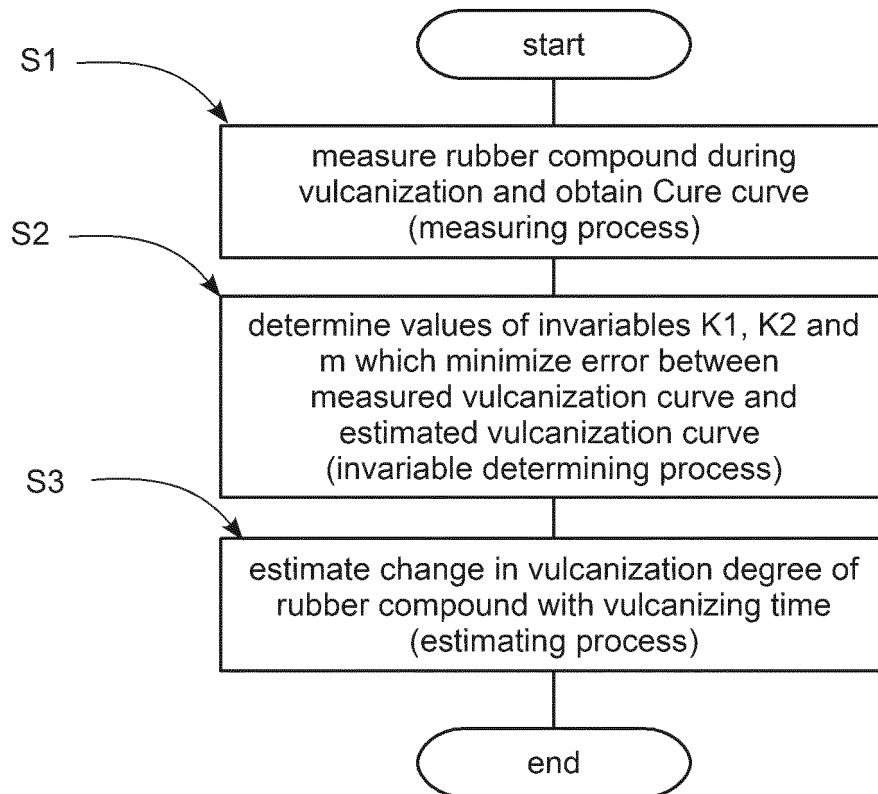 start
S1
measure rubber compound during
vulcanization and obtain Cure curve
(measuring process)
S2
determine values of invariables K1, K2 and
m which minimize error between
measured vulcanization curve and
estimated vulcanization curve
(invariable determining process)
S3
estimate change in vulcanization degree of
rubber compound with vulcanizing time
(estimating process)
end